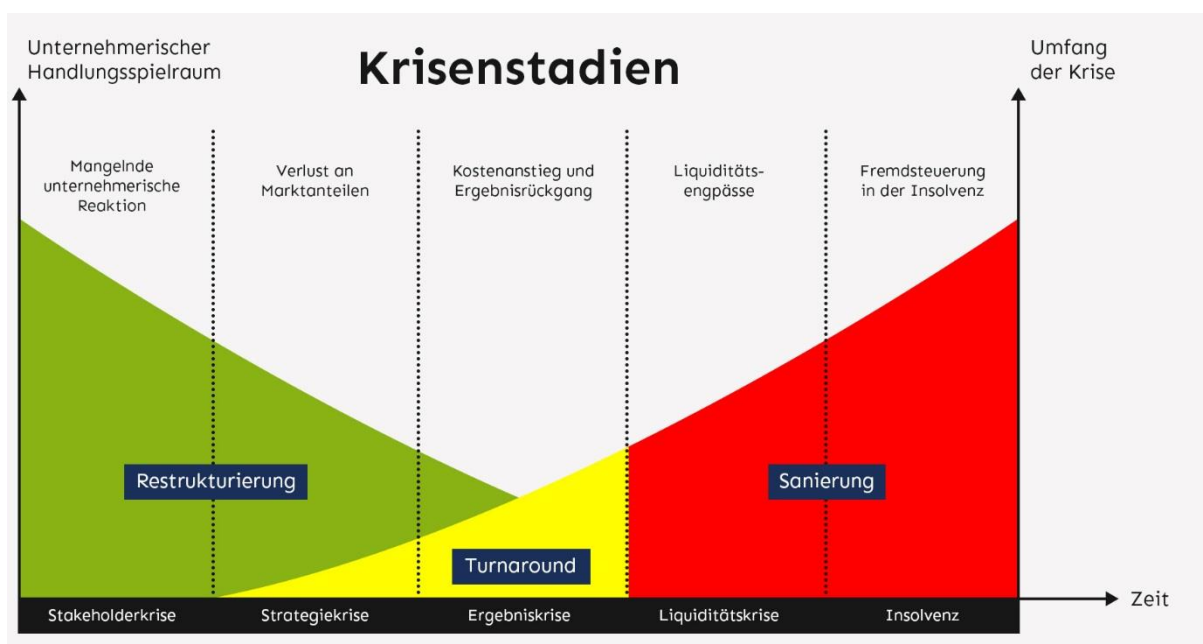 Unternehmerischer
Handlungsspielraum
Krisenstadien
Umfang
der Krise
Mangelnde
unternehmerische
Reaktion
Verlust an
Marktanteilen
Kostenanstieg und
Ergebnisrückgang
Liquiditäts-
engpässe
Fremdsteuerung
in der Insolvenz
Restrukturierung
Sanierung
Turnaround
Stakeholderkrise
Strategiekrise
Ergebniskrise
Liquiditätskrise
Insolvenz
Zeit